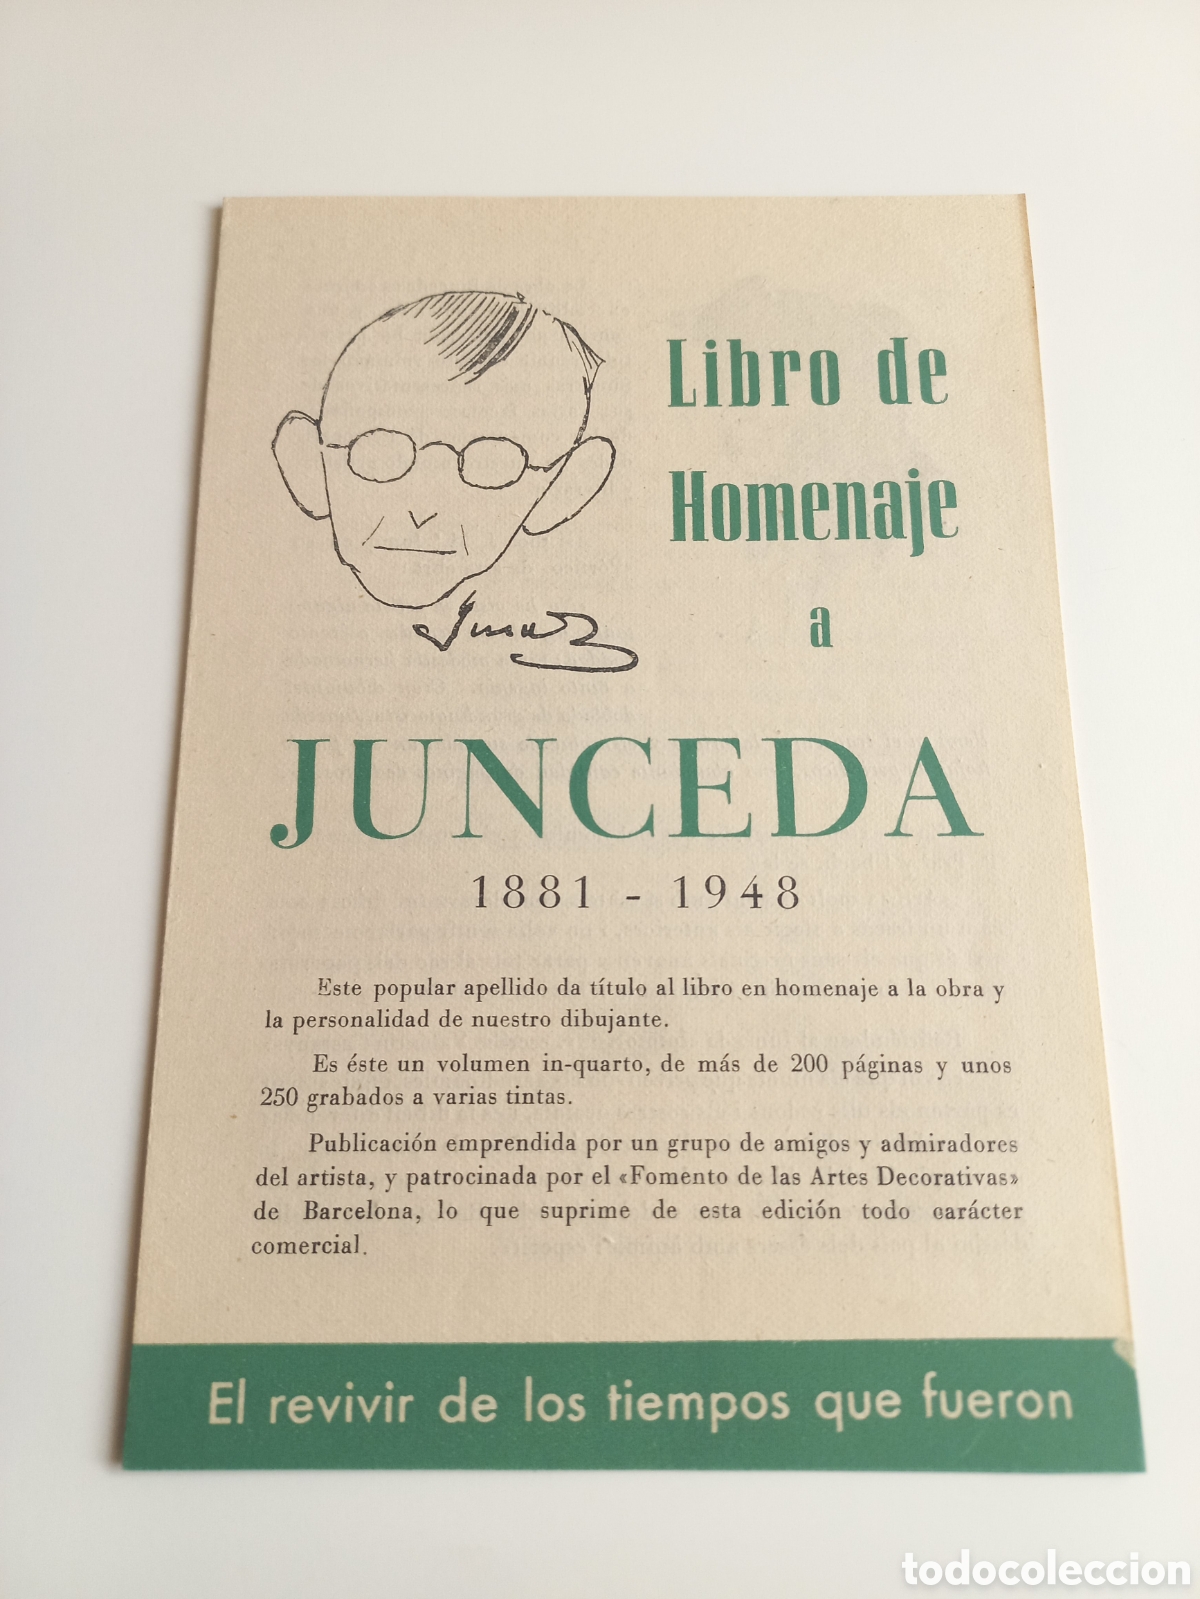 Libro de
Homenaje
a
JUNCEDA
1881 - 1948
Este popular apellido da título al libro en homenaje a la obra y
la personalidad de nuestro dibujante.
Es éste un volumen in-quarto, de más de 200 páginas y unos
250 grabados a varias tintas.
Publicación emprendida por un grupo de amigos y admiradores
del artista, y patrocinada por el «Fomento de las Artes Decorativas»
de Barcelona, lo que suprime de esta edición todo carácter
comercial.
El revivir de los tiempos que fueron
todocoleccion